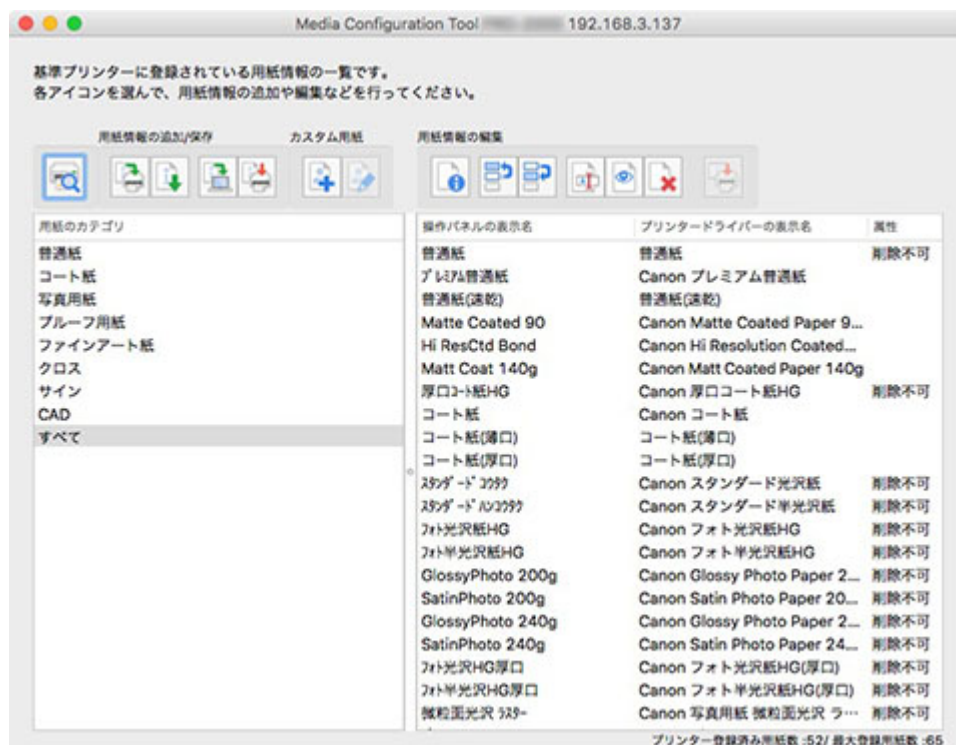 Media Configuration Tool 192.168.3.137
基準プリンターに登録されている用紙情報の一覧です。
各アイコンを選んで、用紙情報の追加や編集などを行ってください。
用紙情報の追加/保存 カスタム用紙 用紙情報の編集
用紙のカテゴリ
普通紙
コート紙
写真用紙
プルーフ用紙
ファインアート紙
クロス
サイン
CAD
すべて
操作パネルの表示名 プリンタードライバーの表示名 属性
普通紙 普通紙 削除不可
プレミアム普通紙 Canon プレミアム普通紙
普通紙(速乾) 普通紙(速乾)
Matte Coated 90 Canon Matte Coated Paper 9...
Hi ResCtd Bond Canon Hi Resolution Coated...
Matt Coat 140g Canon Matt Coated Paper 140g
厚口コート紙HG Canon 厚口コート紙HG 削除不可
コート紙 Canon コート紙
コート紙(薄口) コート紙(薄口)
コート紙(厚口) コート紙(厚口)
スタンダード コウタク Canon スタンダード光沢紙 削除不可
スタンダード ハンコウタク Canon スタンダード半光沢紙 削除不可
フォト光沢紙HG Canon フォト光沢紙HG 削除不可
フォト半光沢紙HG Canon フォト半光沢紙HG 削除不可
GlossyPhoto 200g Canon Glossy Photo Paper 2... 削除不可
SatinPhoto 200g Canon Satin Photo Paper 20... 削除不可
GlossyPhoto 240g Canon Glossy Photo Paper 2... 削除不可
SatinPhoto 240g Canon Satin Photo Paper 24... 削除不可
フォト光沢HG厚口 Canon フォト光沢紙HG(厚口) 削除不可
フォト半光沢HG厚口 Canon フォト半光沢紙HG(厚口) 削除不可
微粒面光沢 ラスター Canon 写真用紙 微粒面光沢 ラ... 削除不可
プリンター登録済み用紙数 :52/ 最大登録用紙数 :65